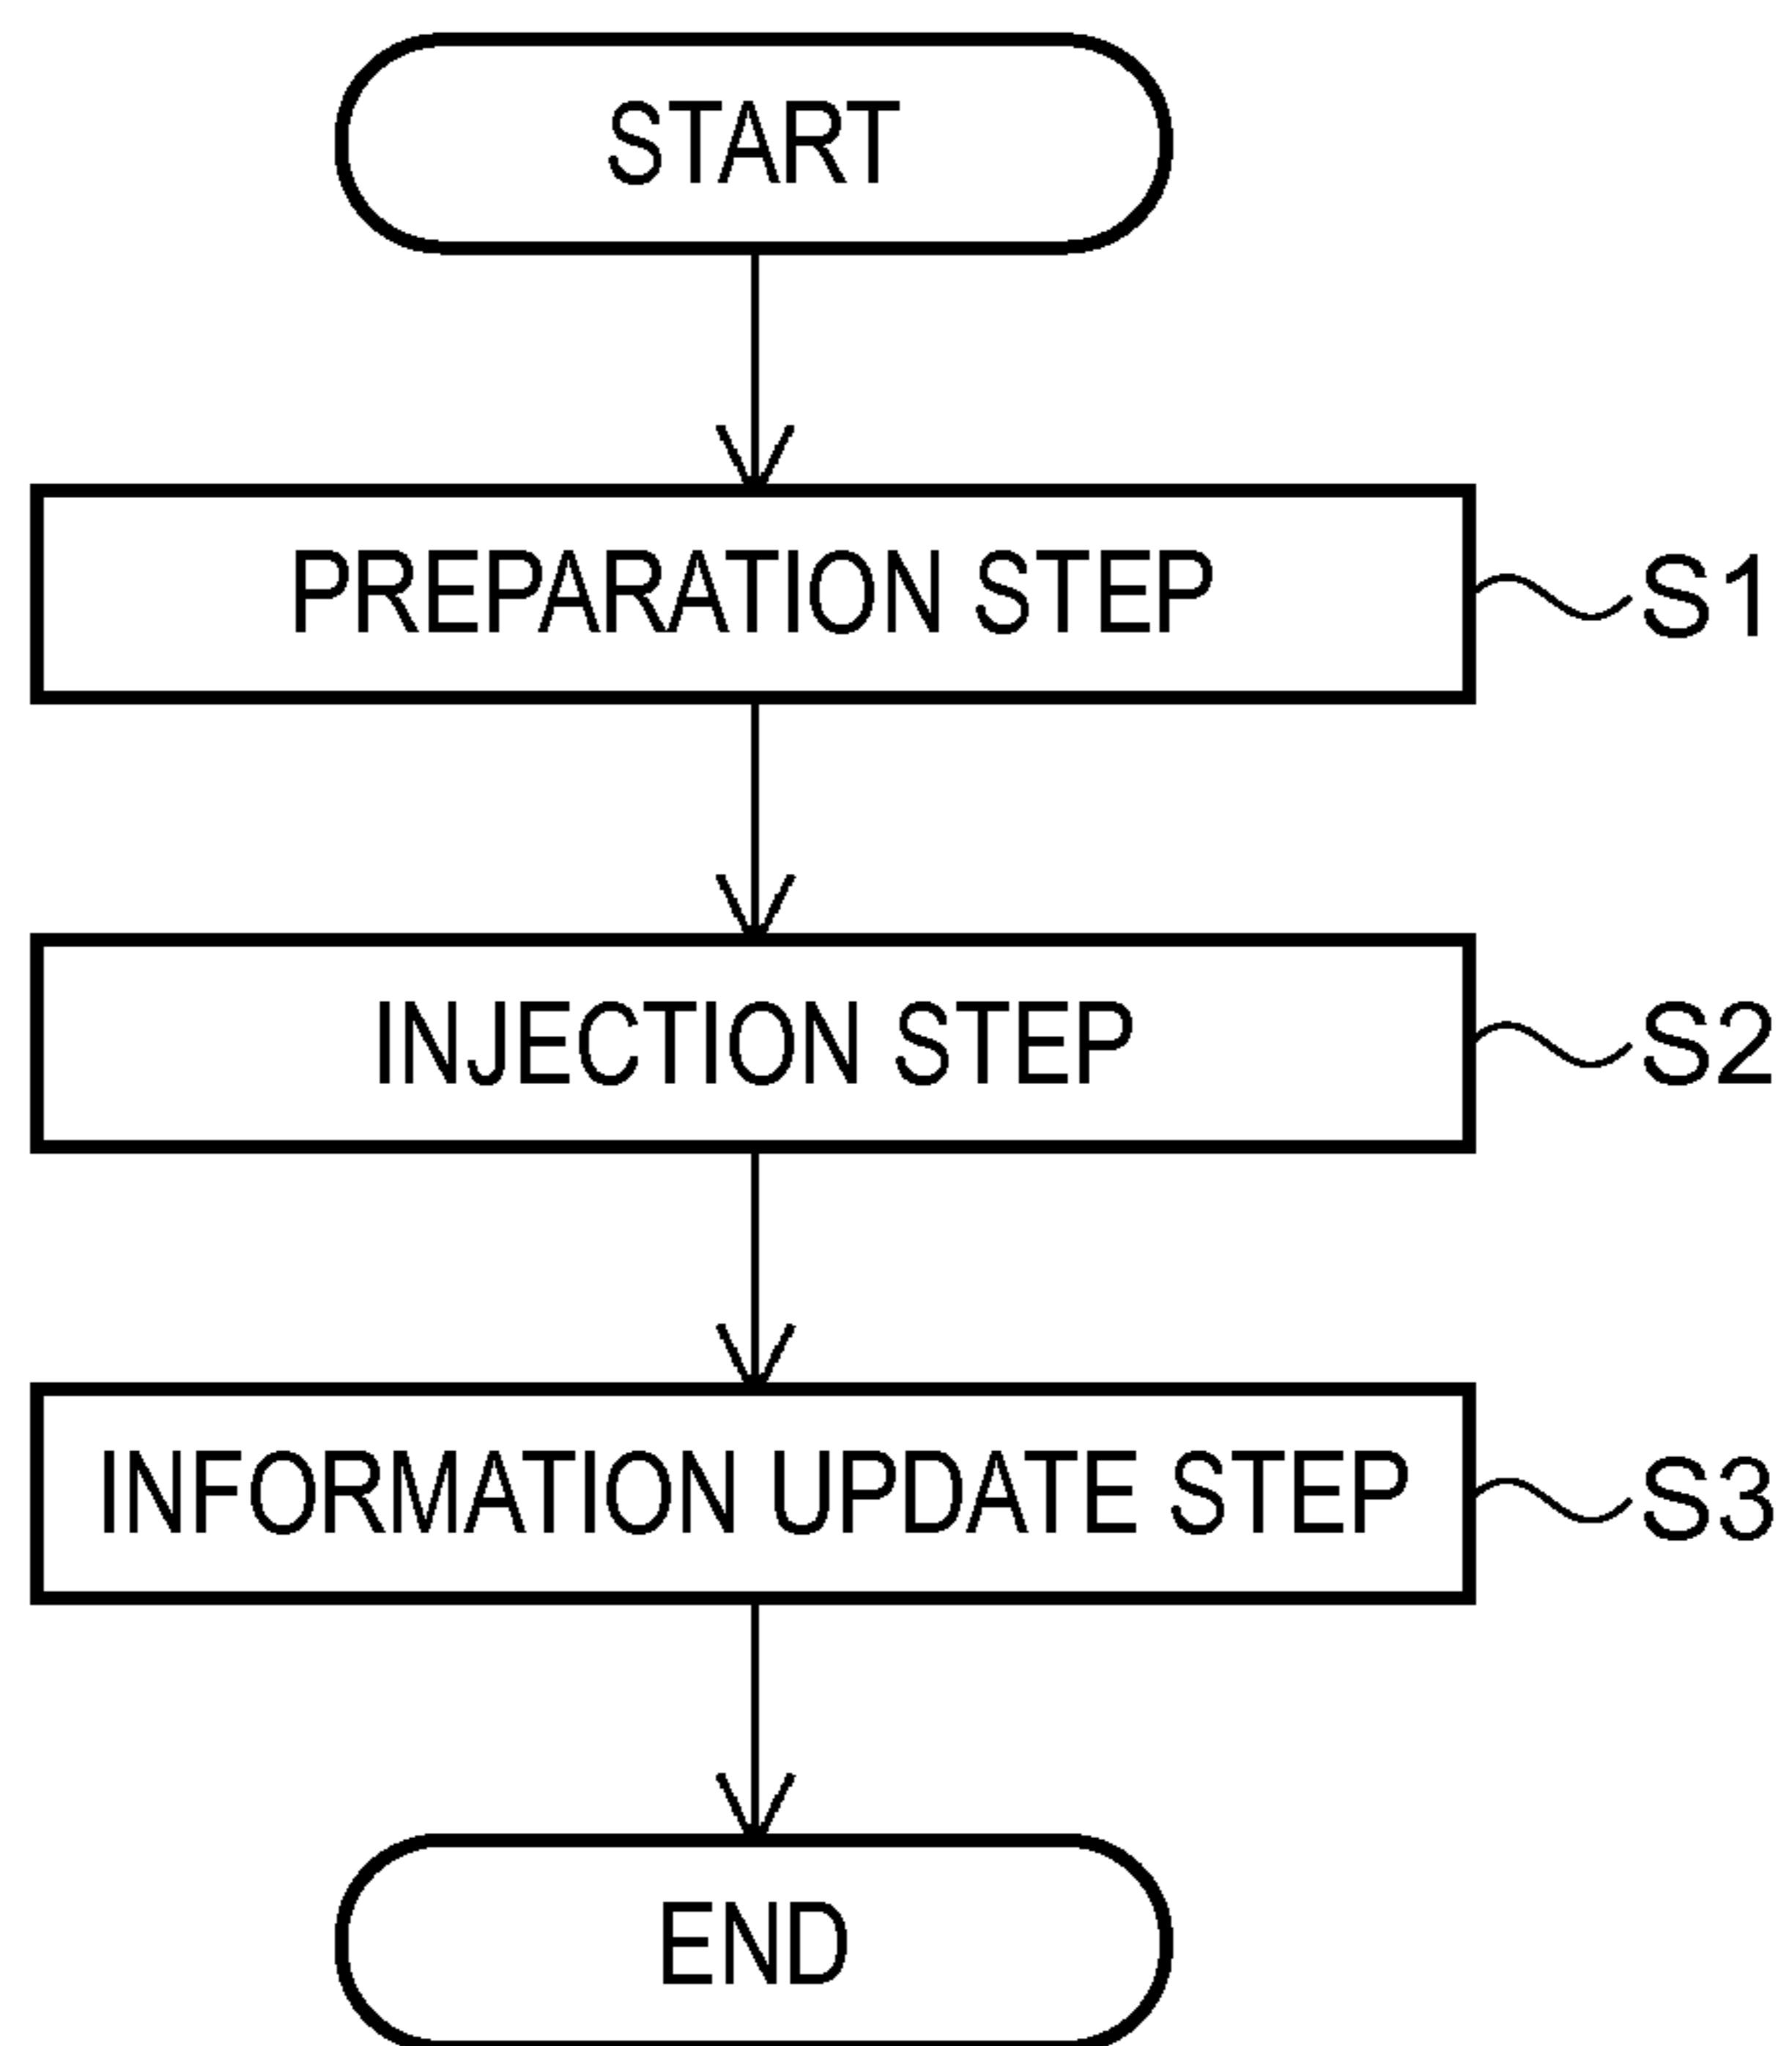 START
PREPARATION STEP
S1
INJECTION STEP
S2
INFORMATION UPDATE STEP
S3
END